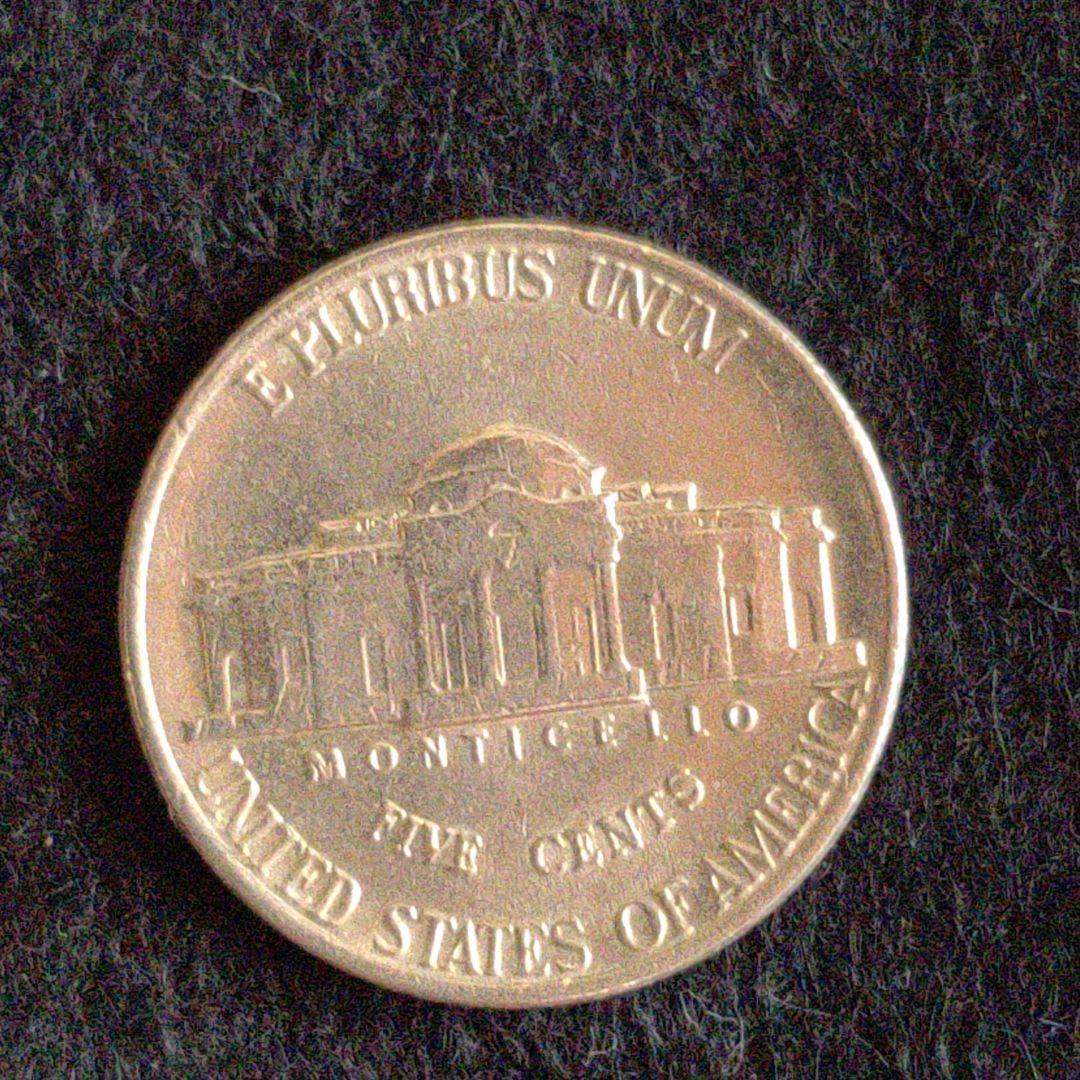 E PLURIBUS UNUM
MONTICELLO
FIVE CENTS
UNITED STATES OF AMERICA